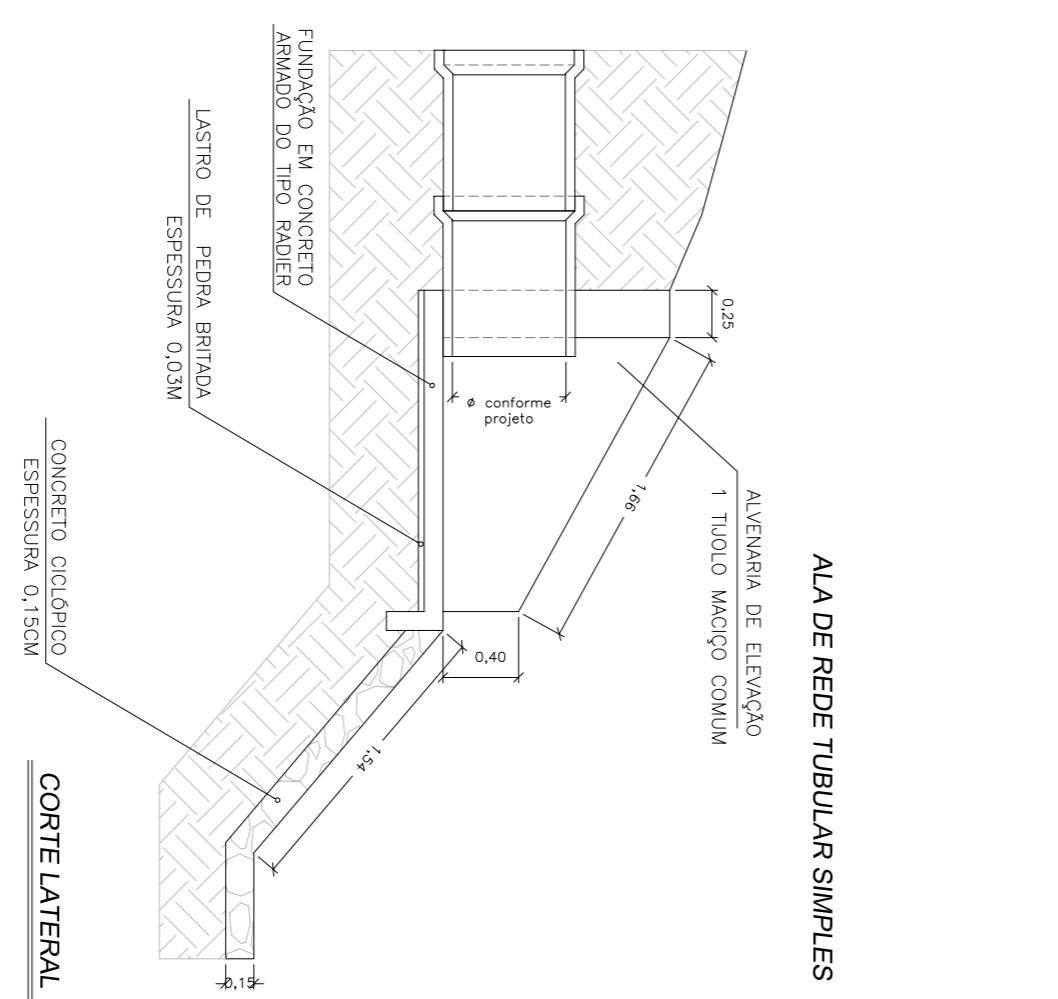 ALA DE REDE TUBULAR SIMPLES
ALVENARIA DE ELEVAÇÃO
1 TIJOLO MACIÇO COMUM
0,25
1,66
ø conforme
projeto
0,40
1,54
0,15
FUNDAÇÃO EM CONCRETO
ARMADO DO TIPO RADIER
LASTRO DE PEDRA BRITADA
ESPESSURA 0,03M
CONCRETO CICLÓPICO
ESPESSURA 0,15CM
CORTE LATERAL